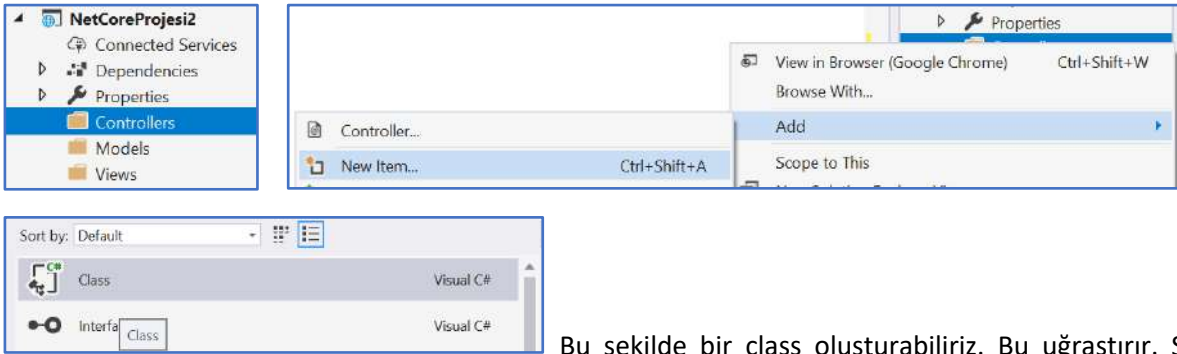 NetCoreProjesi2
Connected Services
Dependencies
Properties
Controllers
Models
Views
Properties
View in Browser (Google Chrome) Ctrl+Shift+W
Browse With...
Add
Scope to This
Controller...
New Item... Ctrl+Shift+A
Sort by: Default
C#
Class Visual C#
Interfa Visual C#
Class
Bu şekilde bir class oluşturabiliriz. Bu uğraştırır. Ş